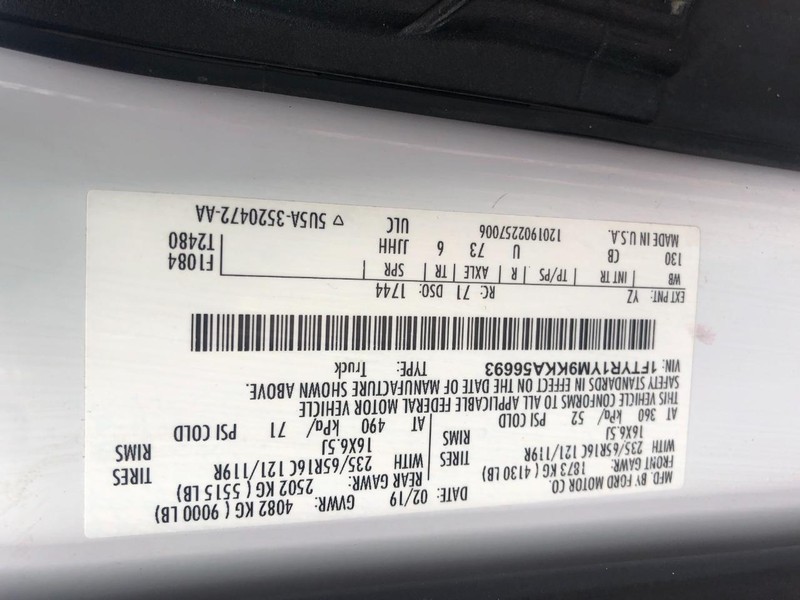 MFD. BY FORD MOTOR CO.
DATE: 02/19 GVWR: 4082 KG ( 9000 LB)
FRONT GAWR: 1873 KG ( 4130 LB)
REAR GAWR: 2502 KG ( 5515 LB)
WITH 235/65R16C 121/119R TIRES
WITH 235/65R16C 121/119R TIRES
16X6.5J RIMS
16X6.5J RIMS
AT 360 kPa/ 52 PSI COLD
AT 490 kPa/ 71 PSI COLD
THIS VEHICLE CONFORMS TO ALL APPLICABLE FEDERAL MOTOR VEHICLE
SAFETY STANDARDS IN EFFECT ON THE DATE OF MANUFACTURE SHOWN ABOVE.
VIN: 1FTYR1YM9KKA56693 TYPE: Truck
EXT PNT: YZ RC: 71 DSO: 1744
WB | INT TR | TP/PS | R | AXLE | TR | SPR | F1084
130 CB U 73 6 JJHH T2480
MADE IN U.S.A. 1201902257006 ULC ▽ 5U5A-3520472-AA